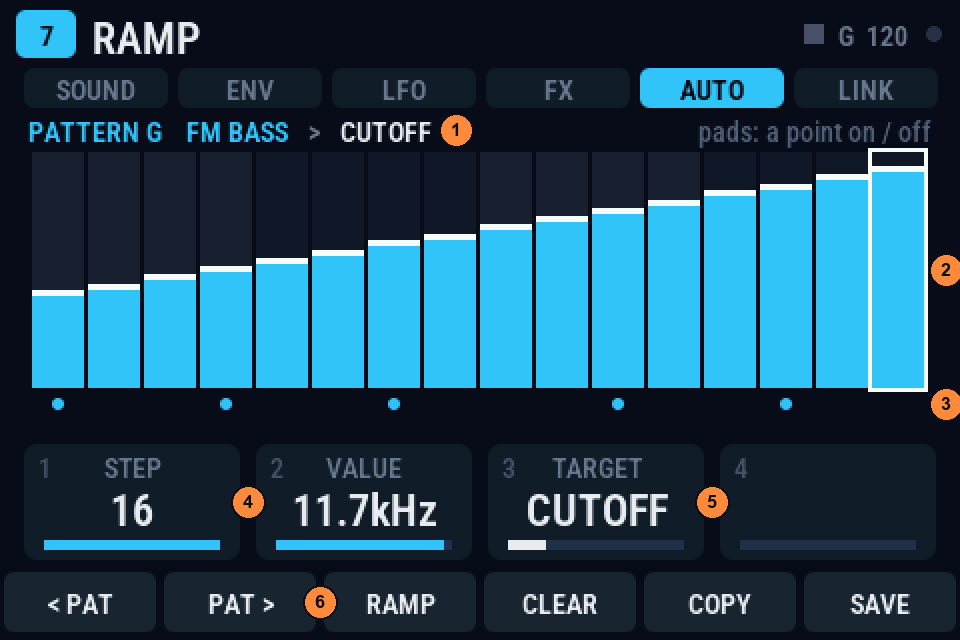 7 RAMP G 120
SOUND ENV LFO FX AUTO LINK
PATTERN G FM BASS > CUTOFF 1 pads: a point on / off
2
3
1 STEP 2 VALUE 3 TARGET 4
16 4 11.7kHz CUTOFF 5
< PAT PAT > 6 RAMP CLEAR COPY SAVE